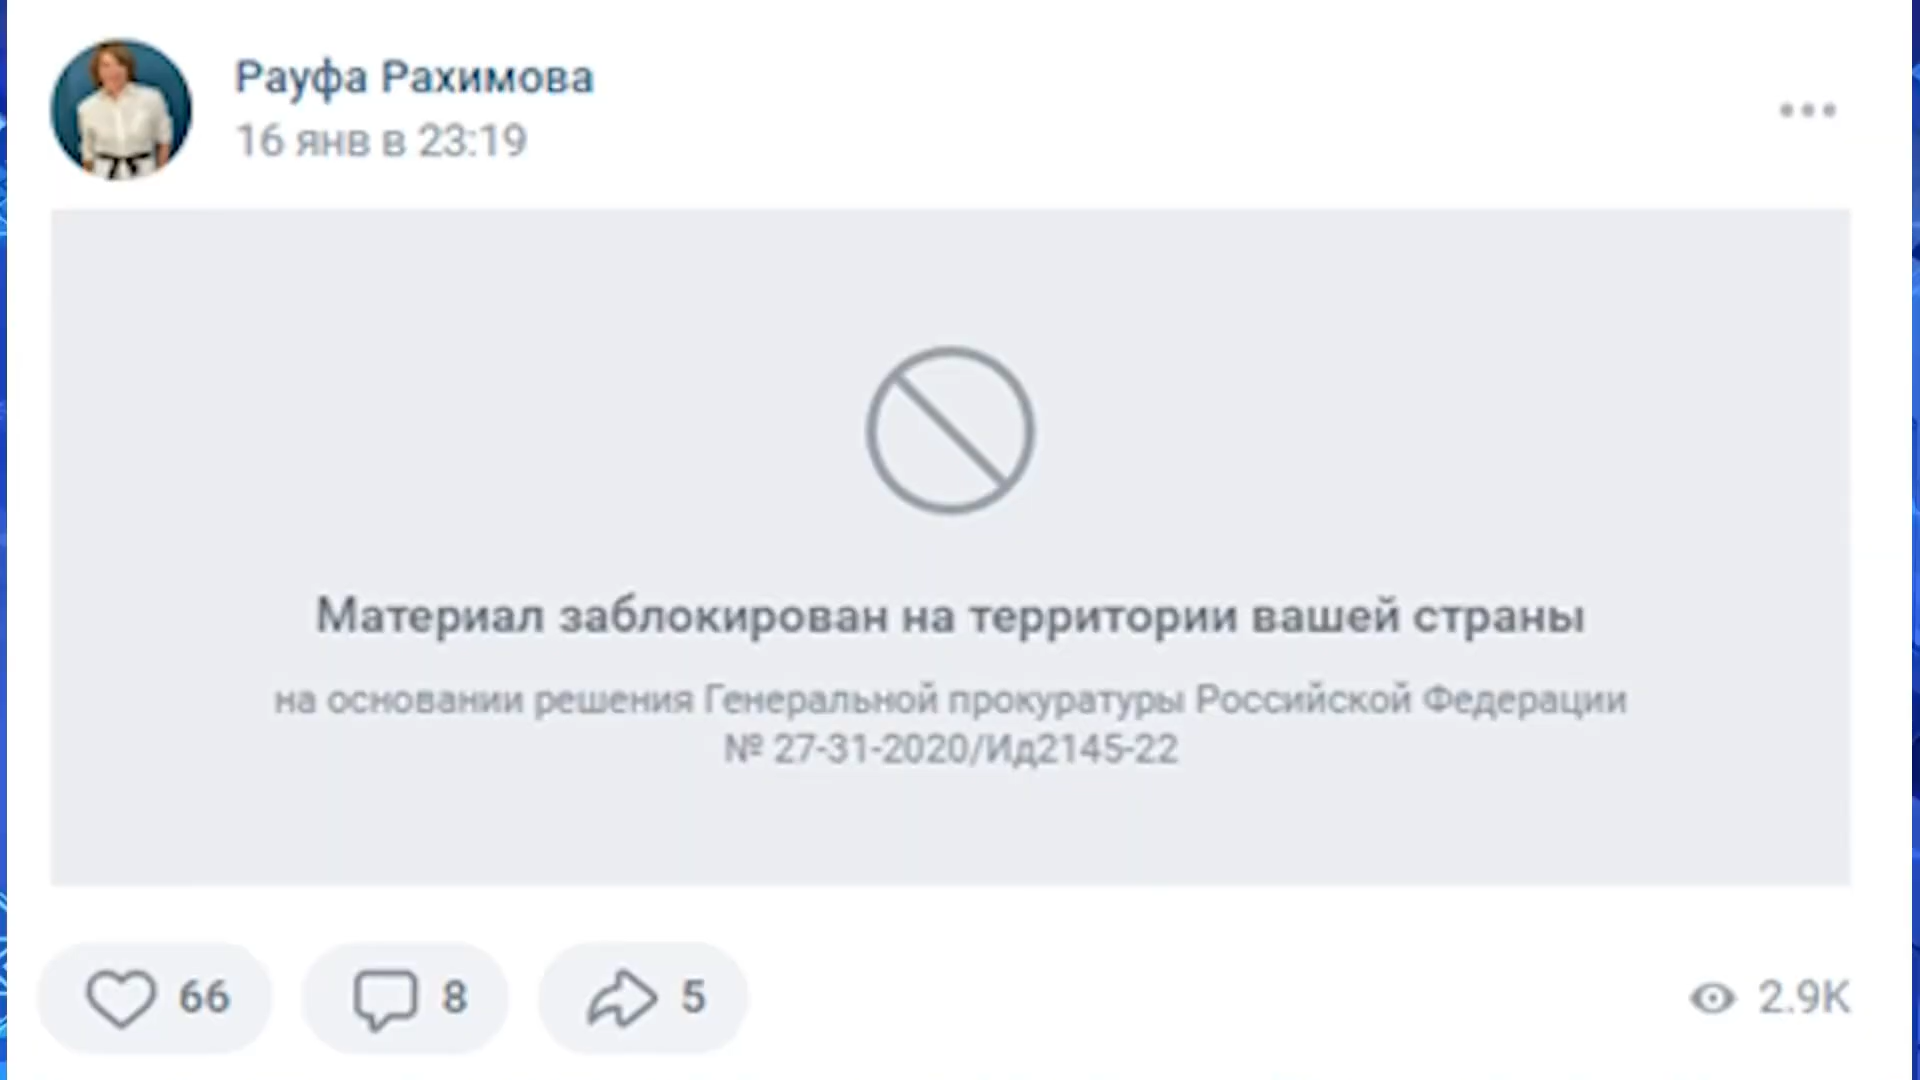 Рауфа Рахимова
16 янв в 23:19
Материал заблокирован на территории вашей страны
на основании решения Генеральной прокуратуры Российской Федерации
№ 27-31-2020/Ид2145-22
66 8 5 2.9K